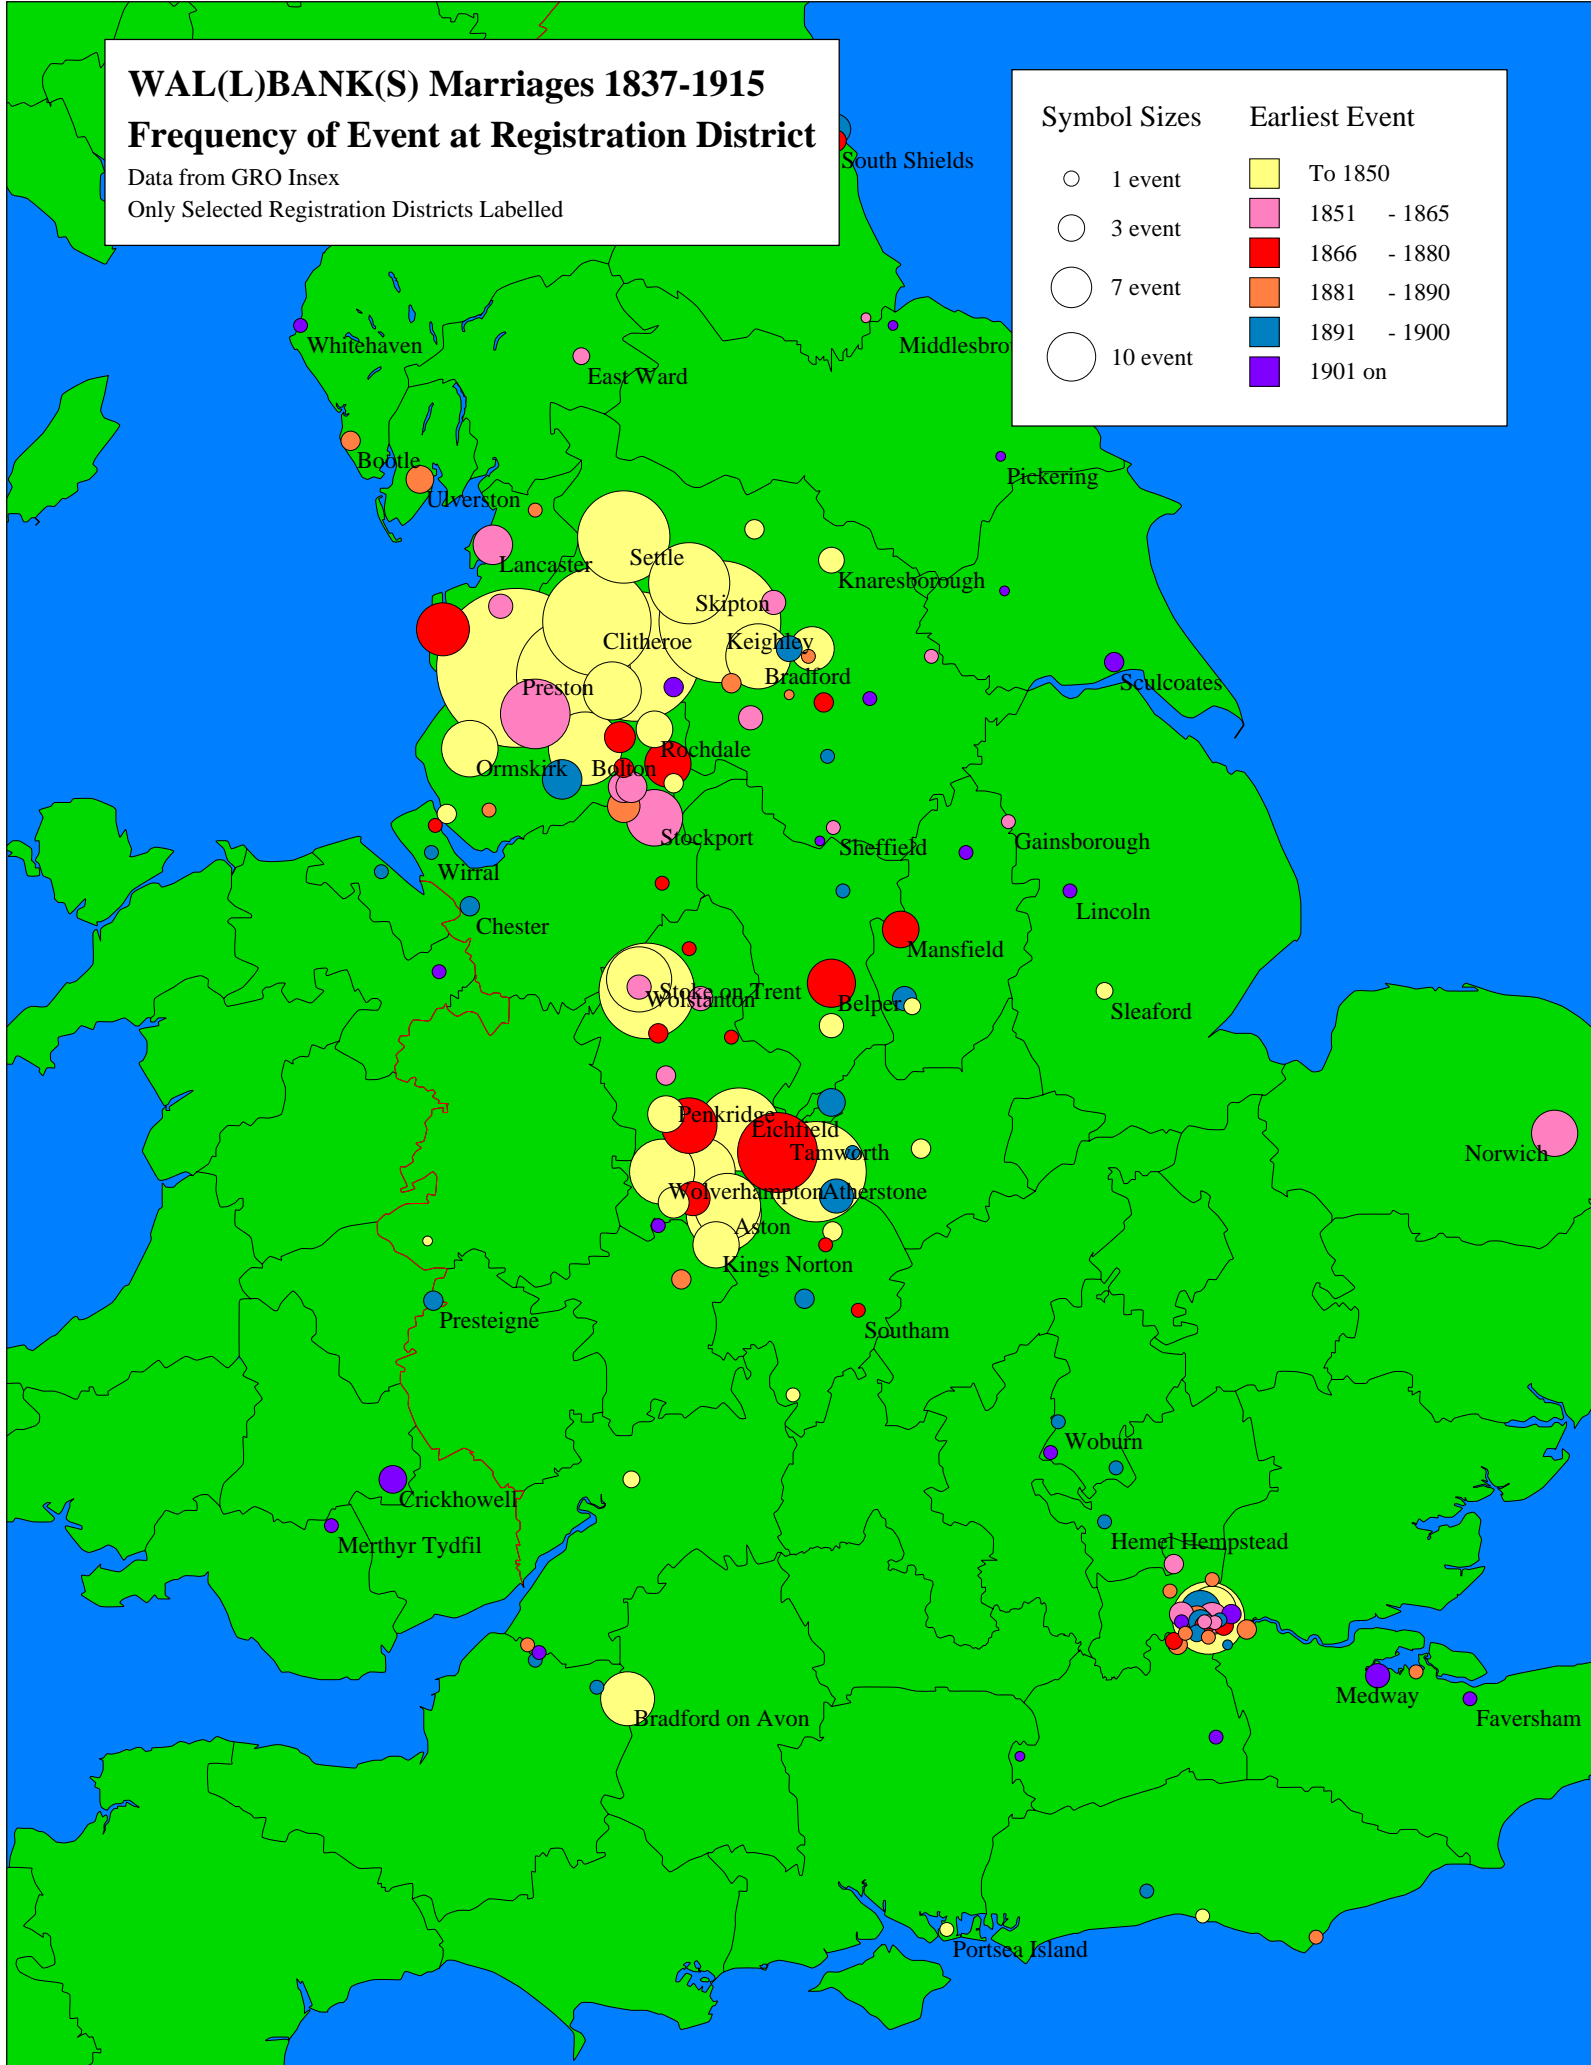 WAL(L)BANK(S) Marriages 1837-1915
Frequency of Event at Registration District
Data from GRO Insex
Only Selected Registration Districts Labelled
Symbol Sizes
1 event
3 event
7 event
10 event
Earliest Event
To 1850
1851 - 1865
1866 - 1880
1881 - 1890
1891 - 1900
1901 on
South Shields
Whitehaven
Middlesbro
East Ward
Bootle
Pickering
Ulverston
Settle
Lancaster
Knaresborough
Skipton
Clitheroe
Keighley
Bradford
Sculcoates
Preston
Rochdale
Ormskirk
Bolton
Stockport
Sheffield
Gainsborough
Wirral
Lincoln
Chester
Mansfield
Stoke on Trent
Wolstanton
Belper
Sleaford
Penkridge
Lichfield
Tamworth
Norwich
Wolverhampton
Atherstone
Aston
Kings Norton
Presteigne
Southam
Woburn
Crickhowell
Merthyr Tydfil
Hemel Hempstead
Medway
Faversham
Bradford on Avon
Portsea Island